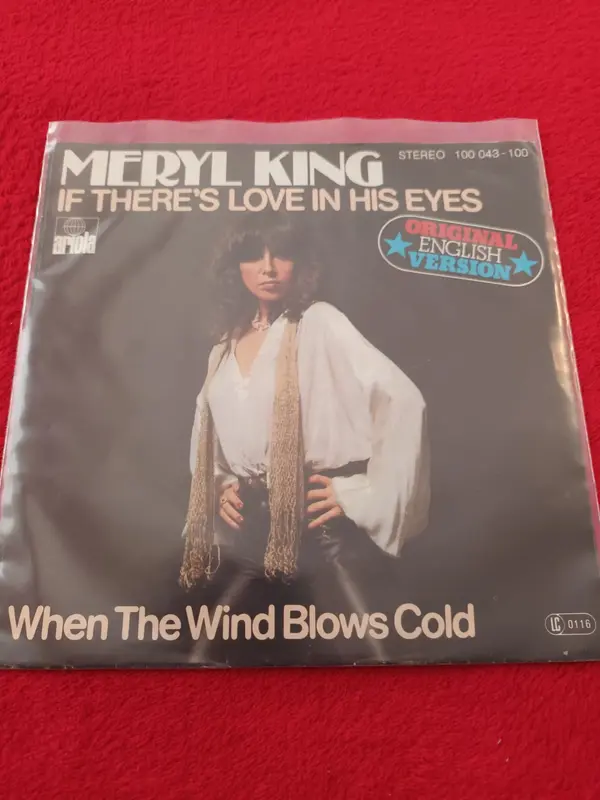 MERYL KING
STEREO 100 043-100
IF THERE'S LOVE IN HIS EYES
ariola
ORIGINAL
ENGLISH
VERSION
When The Wind Blows Cold
LC 0116